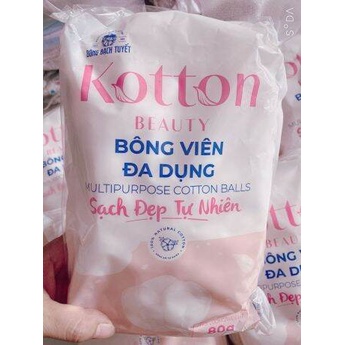 BÔNG BẠCH TUYẾT
Kotton
BEAUTY
BÔNG VIÊN
ĐA DỤNG
MULTIPURPOSE COTTON BALLS
Sạch Đẹp Tự Nhiên
100% NATURAL COTTON
80g
SODA